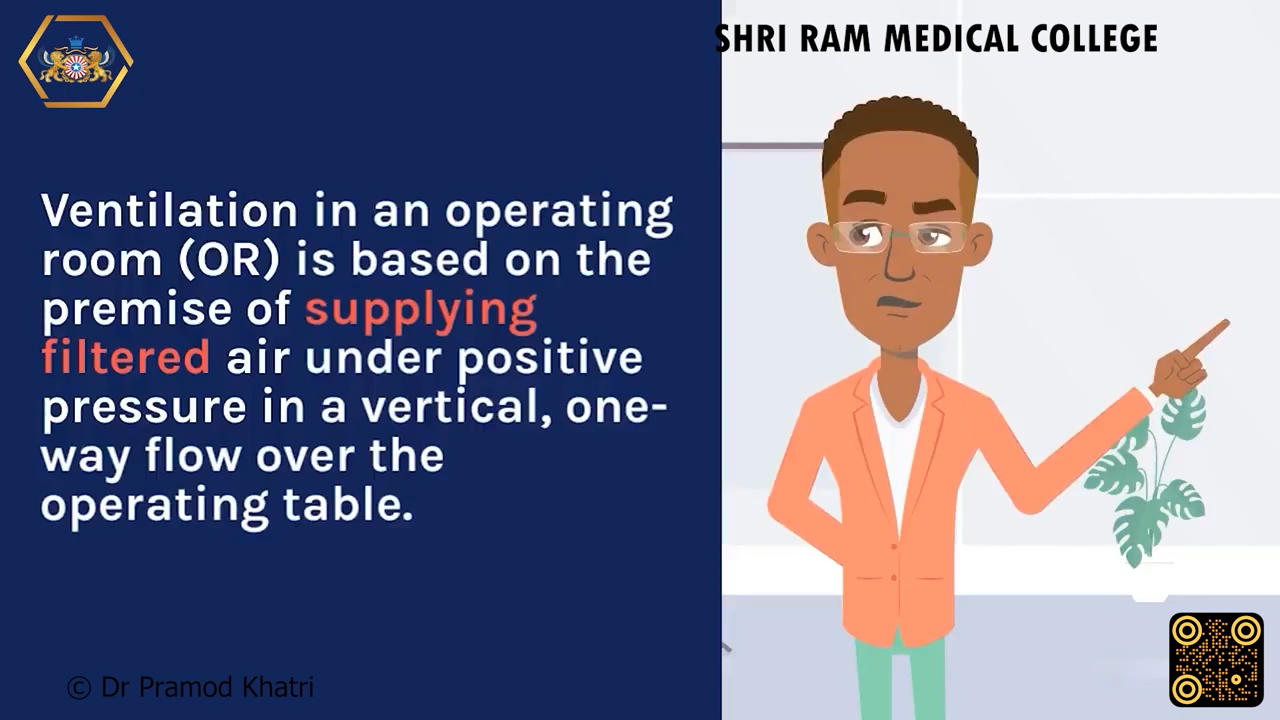 SHRI RAM MEDICAL COLLEGE
Ventilation in an operating
room (OR) is based on the
premise of supplying
filtered air under positive
pressure in a vertical, one-
way flow over the
operating table.
© Dr Pramod Khatri